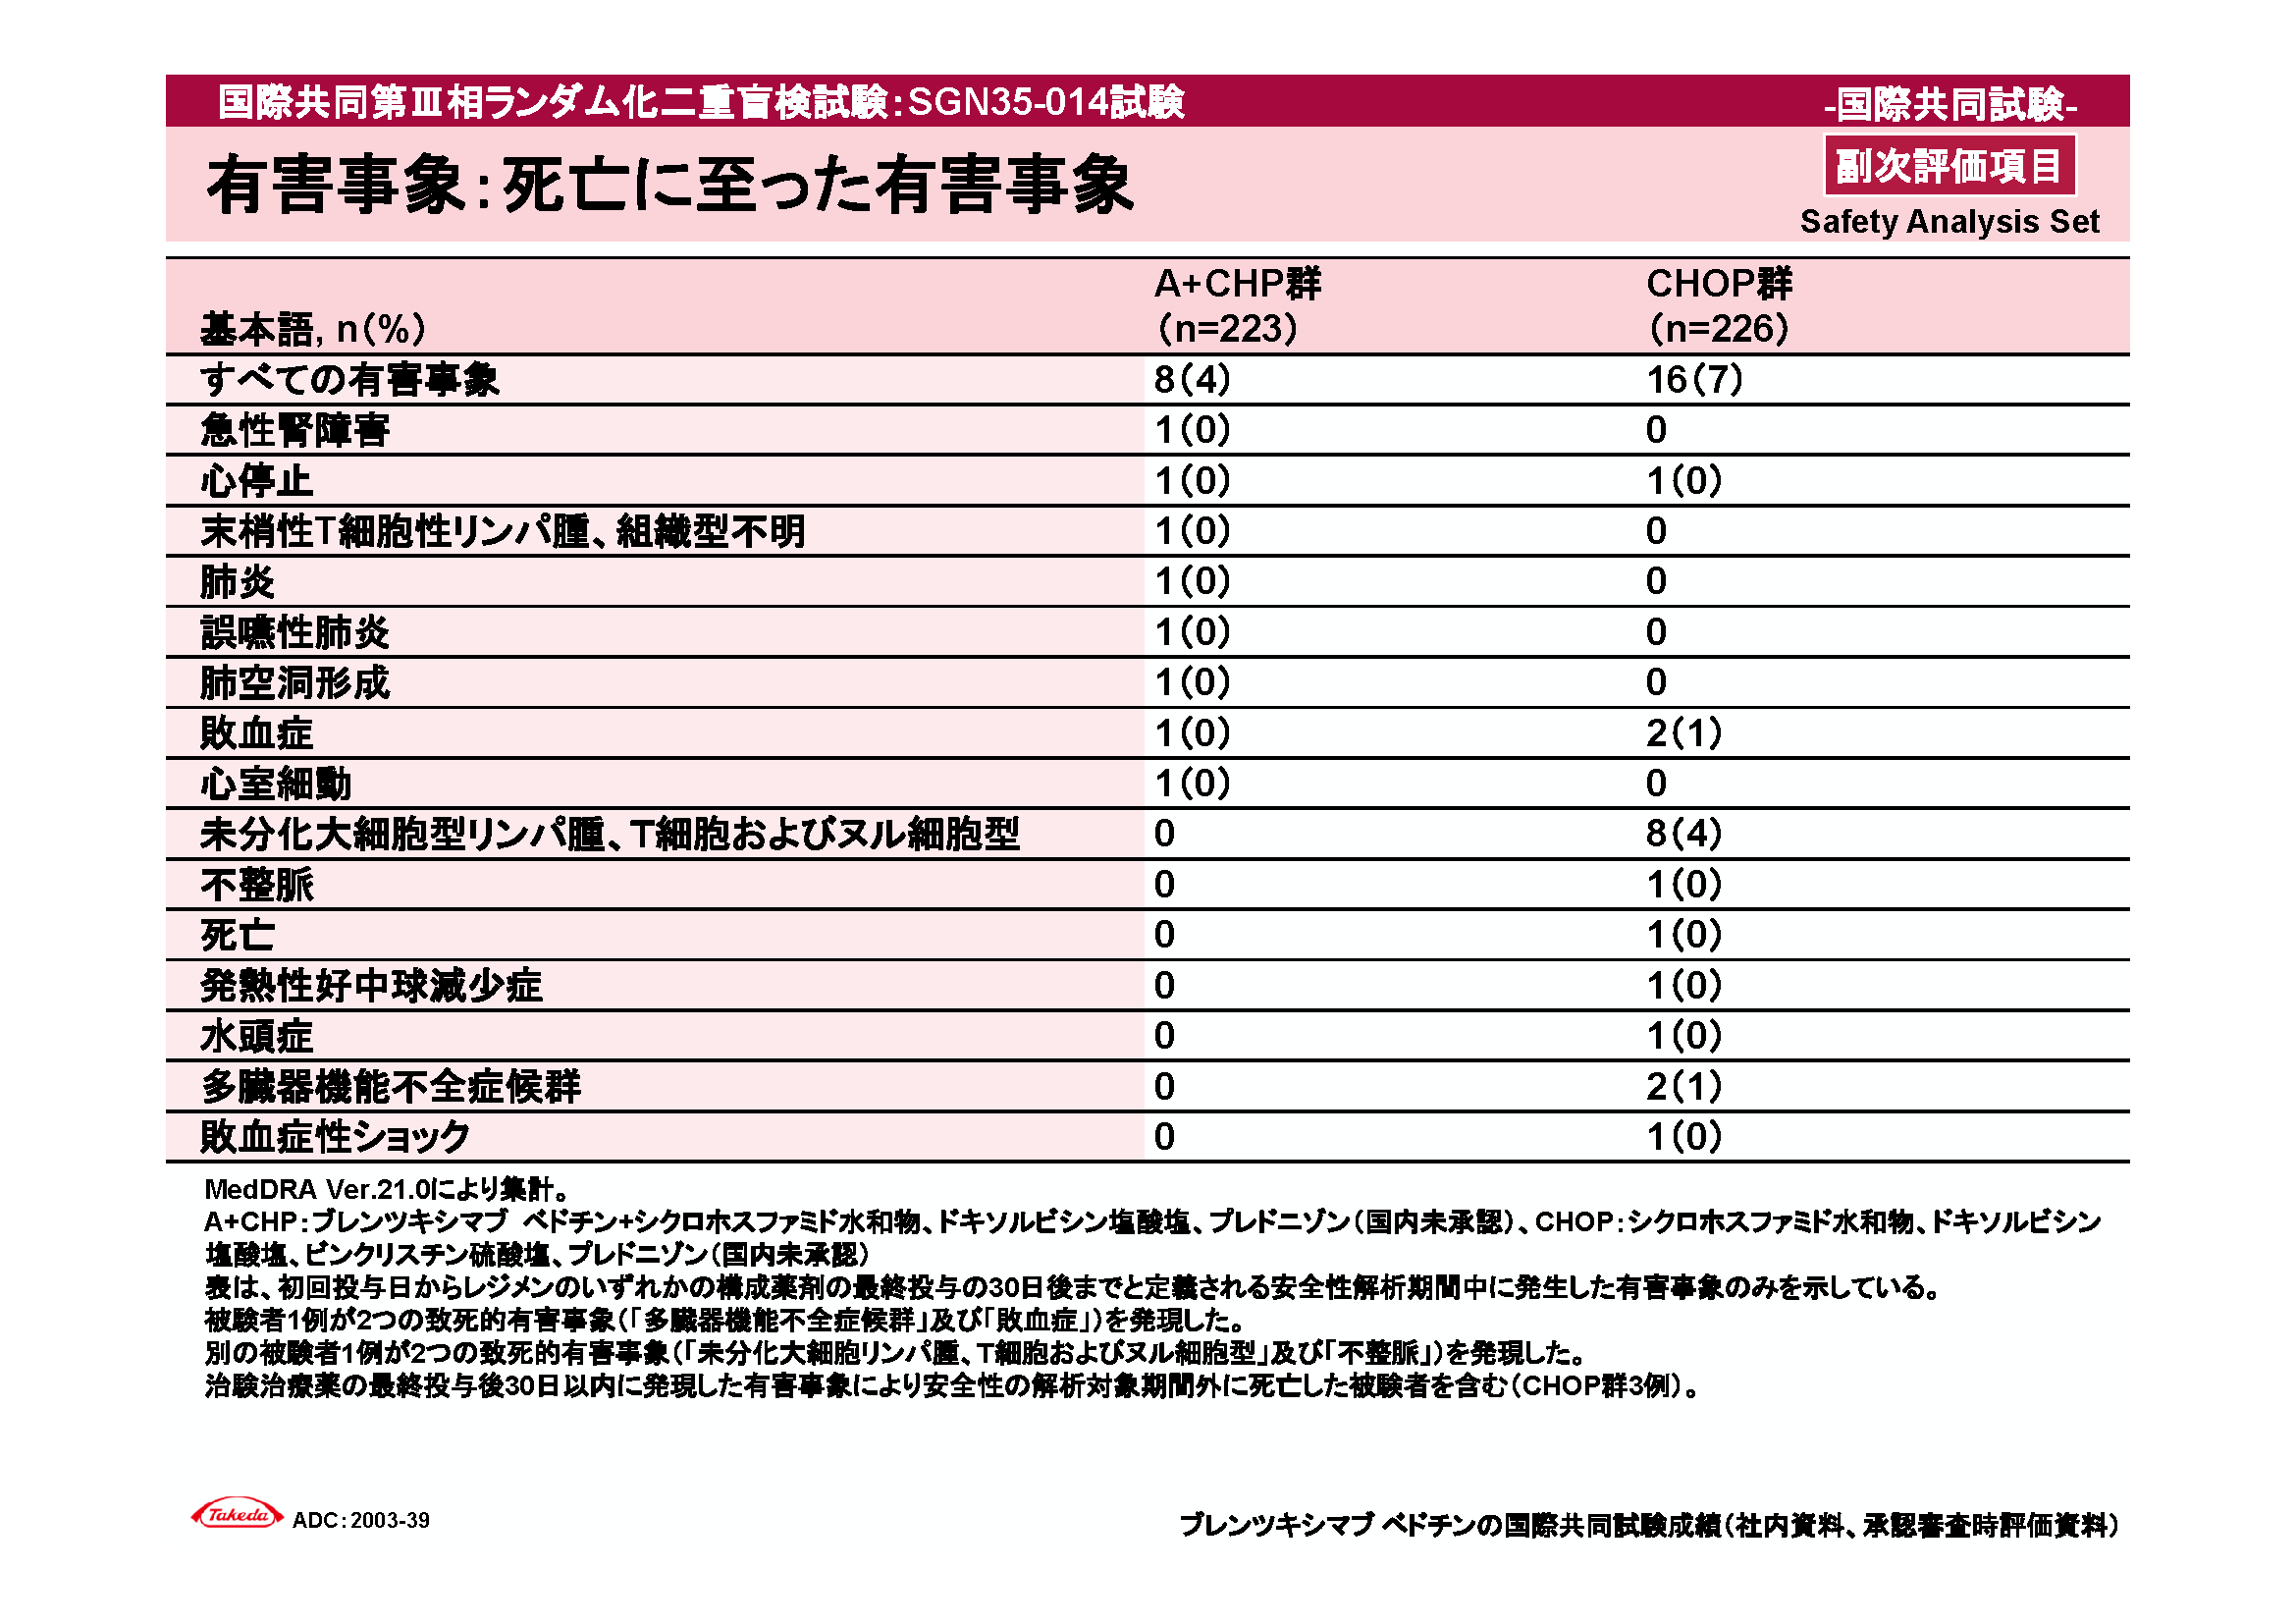 国際共同第Ⅲ相ランダム化二重盲検試験：SGN35-014試験
-国際共同試験-
有害事象：死亡に至った有害事象
副次評価項目
Safety Analysis Set
基本語, n（%） A+CHP群（n=223） CHOP群（n=226）
すべての有害事象 8（4） 16（7）
急性腎障害 1（0） 0
心停止 1（0） 1（0）
末梢性T細胞性リンパ腫、組織型不明 1（0） 0
肺炎 1（0） 0
誤嚥性肺炎 1（0） 0
肺空洞形成 1（0） 0
敗血症 1（0） 2（1）
心室細動 1（0） 0
未分化大細胞型リンパ腫、T細胞およびヌル細胞型 0 8（4）
不整脈 0 1（0）
死亡 0 1（0）
発熱性好中球減少症 0 1（0）
水頭症 0 1（0）
多臓器機能不全症候群 0 2（1）
敗血症性ショック 0 1（0）
MedDRA Ver.21.0により集計。
A+CHP：ブレンツキシマブ ベドチン+シクロホスファミド水和物、ドキソルビシン塩酸塩、プレドニゾン（国内未承認）、CHOP：シクロホスファミド水和物、ドキソルビシン
塩酸塩、ビンクリスチン硫酸塩、プレドニゾン（国内未承認）
表は、初回投与日からレジメンのいずれかの構成薬剤の最終投与の30日後までと定義される安全性解析期間中に発生した有害事象のみを示している。
被験者1例が2つの致死的有害事象（「多臓器機能不全症候群」及び「敗血症」）を発現した。
別の被験者1例が2つの致死的有害事象（「未分化大細胞リンパ腫、T細胞およびヌル細胞型」及び「不整脈」）を発現した。
治験治療薬の最終投与後30日以内に発現した有害事象により安全性の解析対象期間外に死亡した被験者を含む（CHOP群3例）。
Takeda
ADC：2003-39
ブレンツキシマブ ベドチンの国際共同試験成績（社内資料、承認審査時評価資料）